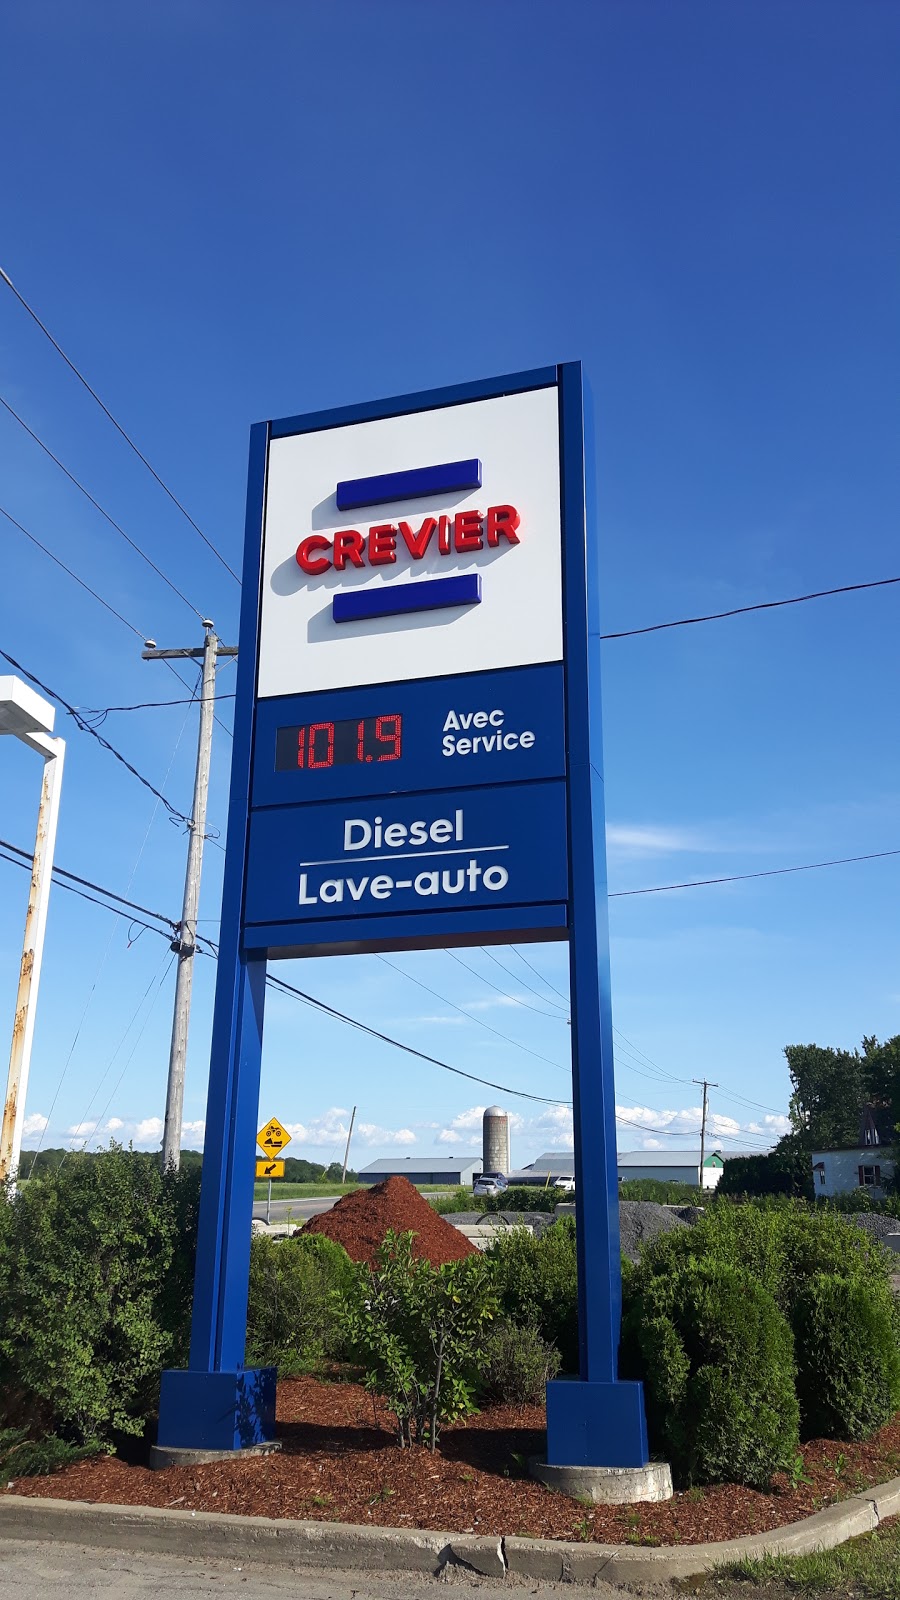 CREVIER
101.9
Avec
Service
Diesel
Lave-auto